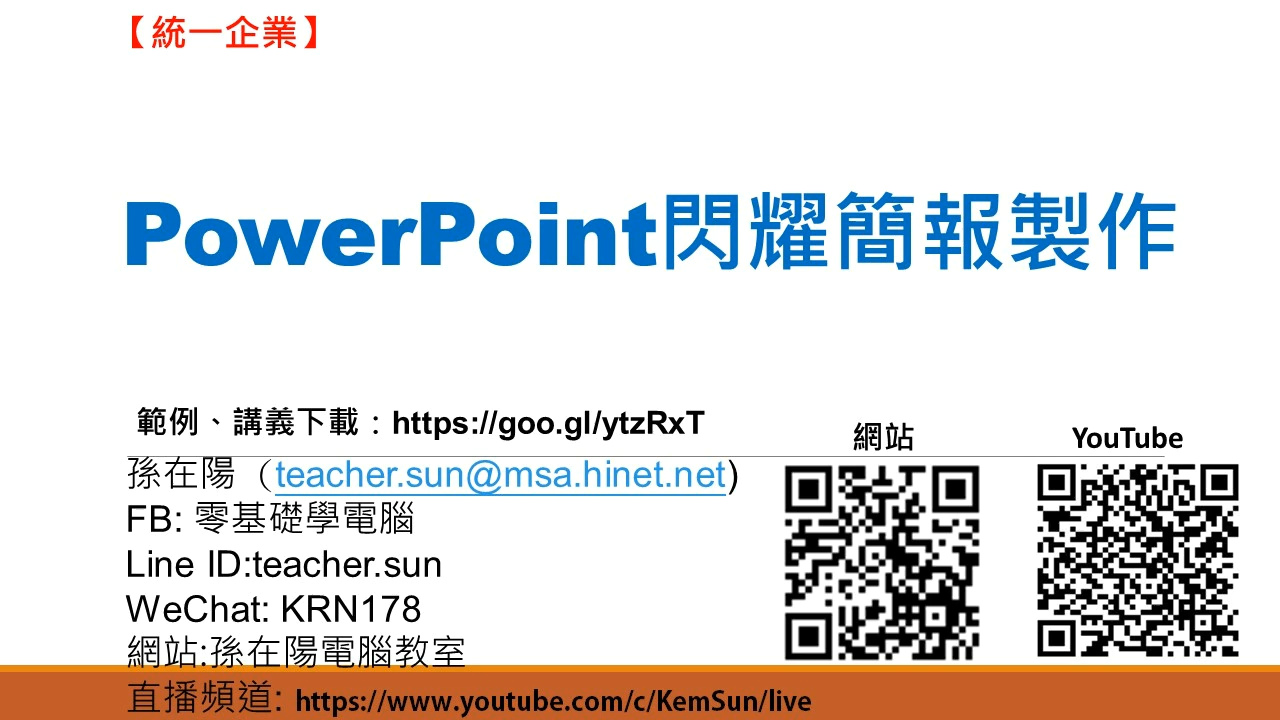 【統一企業】
PowerPoint閃耀簡報製作
範例、講義下載：https://goo.gl/ytzRxT
網站
YouTube
孫在陽（teacher.sun@msa.hinet.net)
FB: 零基礎學電腦
Line ID:teacher.sun
WeChat: KRN178
網站:孫在陽電腦教室
直播頻道: https://www.youtube.com/c/KemSun/live